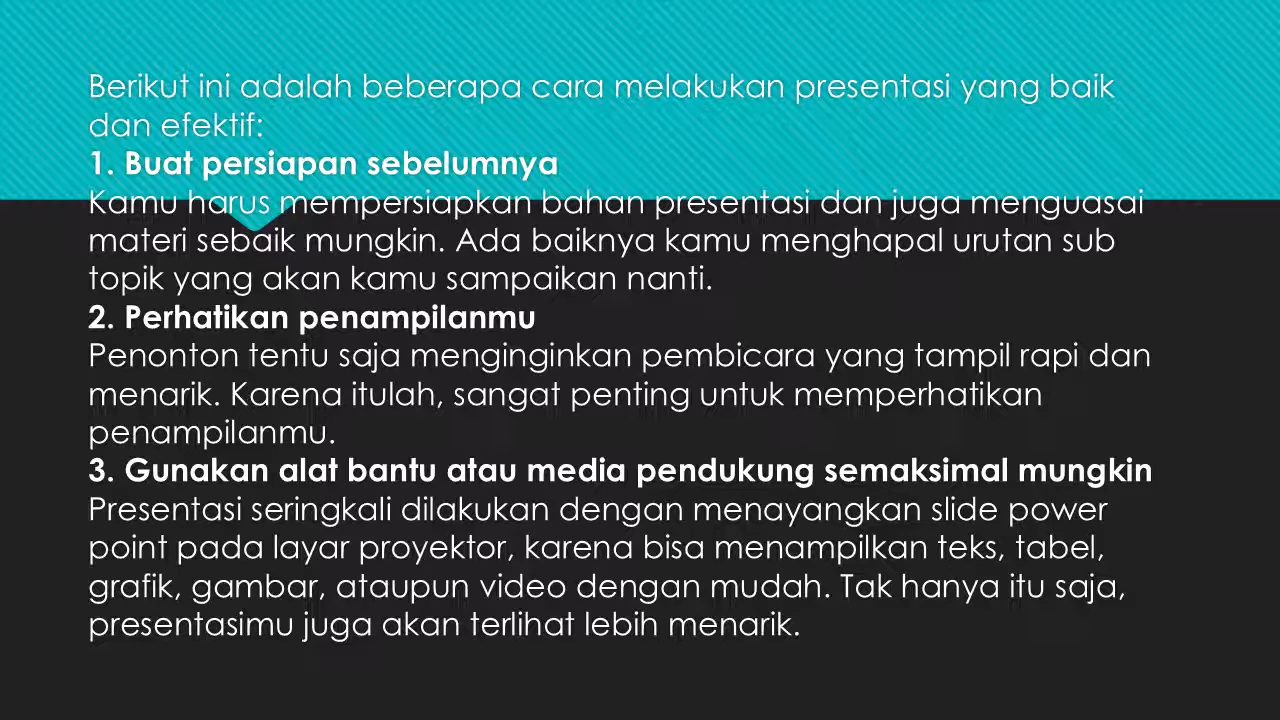 Berikut ini adalah beberapa cara melakukan presentasi yang baik
dan efektif:
1. Buat persiapan sebelumnya
Kamu harus mempersiapkan bahan presentasi dan juga menguasai
materi sebaik mungkin. Ada baiknya kamu menghapal urutan sub
topik yang akan kamu sampaikan nanti.
2. Perhatikan penampilanmu
Penonton tentu saja menginginkan pembicara yang tampil rapi dan
menarik. Karena itulah, sangat penting untuk memperhatikan
penampilanmu.
3. Gunakan alat bantu atau media pendukung semaksimal mungkin
Presentasi seringkali dilakukan dengan menayangkan slide power
point pada layar proyektor, karena bisa menampilkan teks, tabel,
grafik, gambar, ataupun video dengan mudah. Tak hanya itu saja,
presentasimu juga akan terlihat lebih menarik.